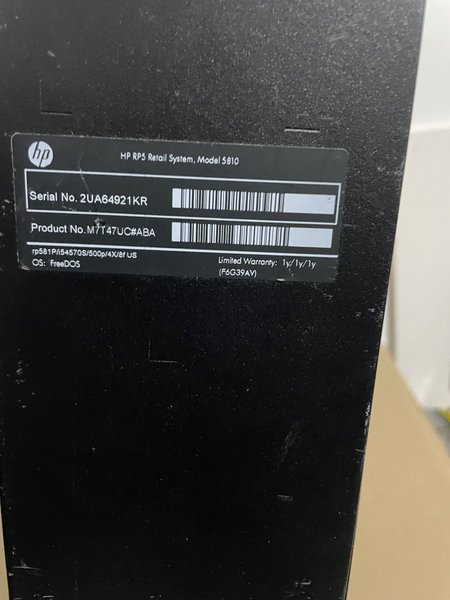 hp
HP RP5 Retail System, Model 5810
Serial No. 2UA64921KR
Product No. M7T47UC#ABA
rp581P/i54570S/500p/4X/8f US
OS: FreeDOS
Limited Warranty: 1y/1y/1y
(F6G39AV)